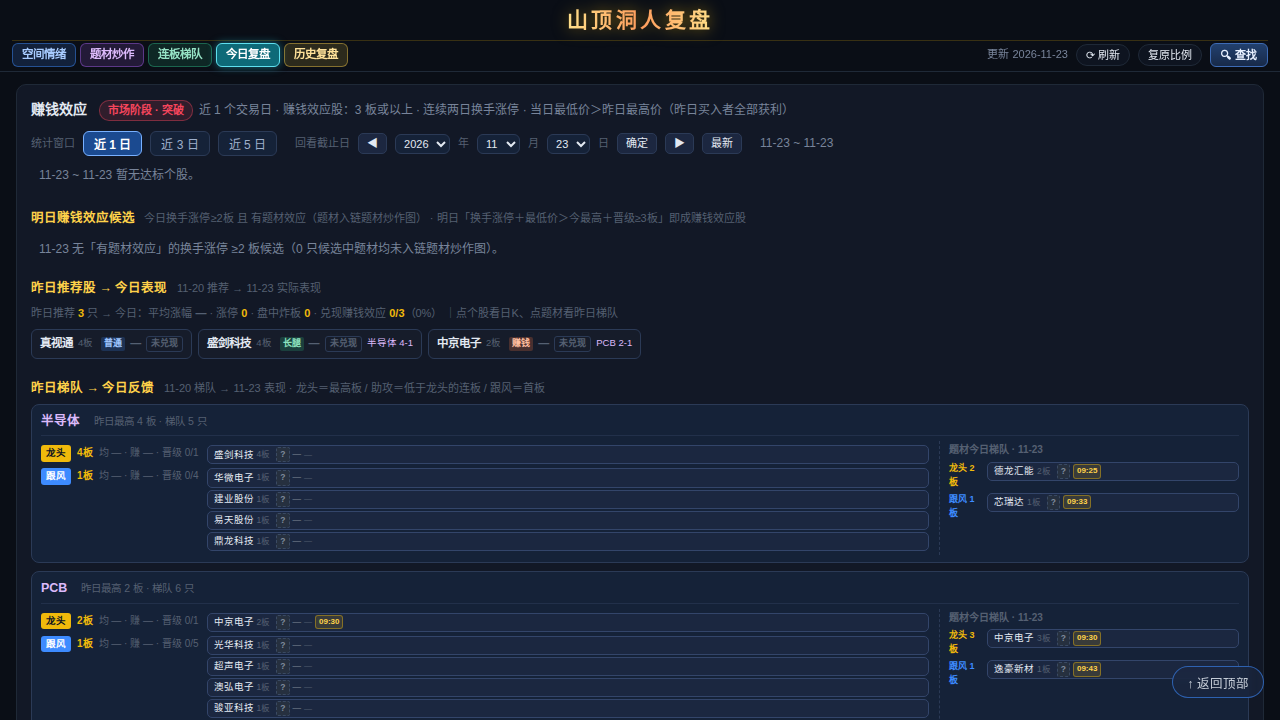 山顶洞人复盘
空间情绪 题材炒作 连板梯队 今日复盘 历史复盘 更新 2026-11-23 ⟳ 刷新 复原比例 🔍 查找
赚钱效应 市场阶段 · 突破 近 1 个交易日 · 赚钱效应股：3 板或以上 · 连续两日换手涨停 · 当日最低价＞昨日最高价（昨日买入者全部获利）
统计窗口 近 1 日 近 3 日 近 5 日 回看截止日 ◀ 2026 年 11 月 23 日 确定 ▶ 最新 11-23 ~ 11-23
11-23 ~ 11-23 暂无达标个股。
明日赚钱效应候选 今日换手涨停≥2板 且 有题材效应（题材入链题材炒作图） · 明日「换手涨停＋最低价＞今最高＋晋级≥3板」即成赚钱效应股
11-23 无「有题材效应」的换手涨停 ≥2 板候选（0 只候选中题材均未入链题材炒作图）。
昨日推荐股 → 今日表现 11-20 推荐 → 11-23 实际表现
昨日推荐 3 只 → 今日：平均涨幅 — · 涨停 0 · 盘中炸板 0 · 兑现赚钱效应 0/3（0%） ｜点个股看日K、点题材看昨日梯队
真视通 4板 普通 — 未兑现 盛剑科技 4板 长腿 — 未兑现 半导体 4-1 中京电子 2板 赚钱 — 未兑现 PCB 2-1
昨日梯队 → 今日反馈 11-20 梯队 → 11-23 表现 · 龙头＝最高板 / 助攻＝低于龙头的连板 / 跟风＝首板
半导体 昨日最高 4 板 · 梯队 5 只
龙头 4板 均 — · 赚 — · 晋级 0/1 盛剑科技 4板 ? — —
跟风 1板 均 — · 赚 — · 晋级 0/4 华微电子 1板 ? — —
建业股份 1板 ? — —
易天股份 1板 ? — —
鼎龙科技 1板 ? — —
题材今日梯队 · 11-23
龙头 2板 德龙汇能 2板 ? 09:25
跟风 1板 芯瑞达 1板 ? 09:33
PCB 昨日最高 2 板 · 梯队 6 只
龙头 2板 均 — · 赚 — · 晋级 0/1 中京电子 2板 ? — — 09:30
跟风 1板 均 — · 赚 — · 晋级 0/5 光华科技 1板 ? — —
超声电子 1板 ? — —
澳弘电子 1板 ? — —
骏亚科技 1板 ? — —
题材今日梯队 · 11-23
龙头 3板 中京电子 3板 ? 09:30
跟风 1板 逸豪新材 1板 ? 09:43
↑ 返回顶部